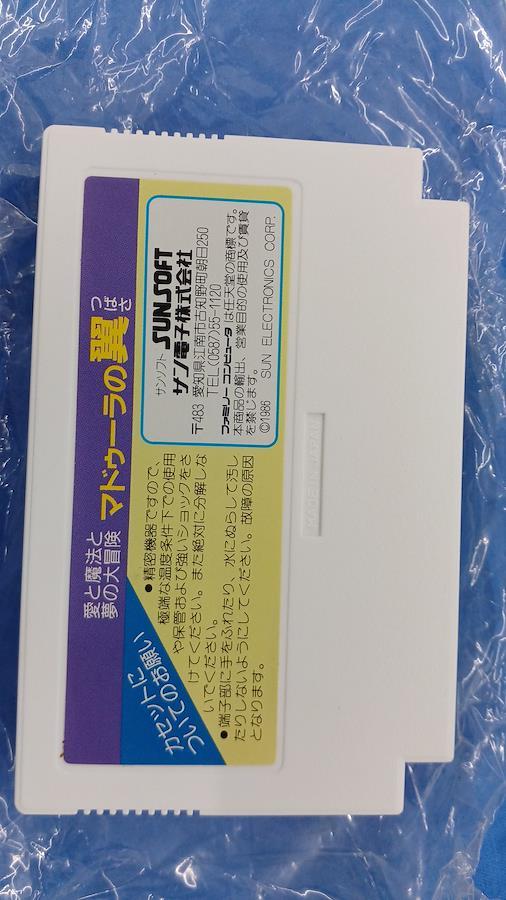 愛と魔法と
夢の大冒険
マドゥーラの翼
つばさ
カセットに
ついてのお願い
●精密機器ですので、
極端な温度条件下での使用
や保管および強いショックをさ
けてください。また絶対に分解しな
いでください。
●端子部に手をふれたり、水にぬらして汚し
たりしないようにしてください。故障の原因
となります。
サンソフト SUNSOFT
サン電子株式会社
〒483 愛知県江南市古知野町朝日250
TEL(0587)55-1120
ファミリーコンピュータ は任天堂の商標です。
本商品の輸出、営業目的の使用及び賃貸
を禁じます。
©1986 SUN ELECTRONICS CORP.
MADE IN JAPAN